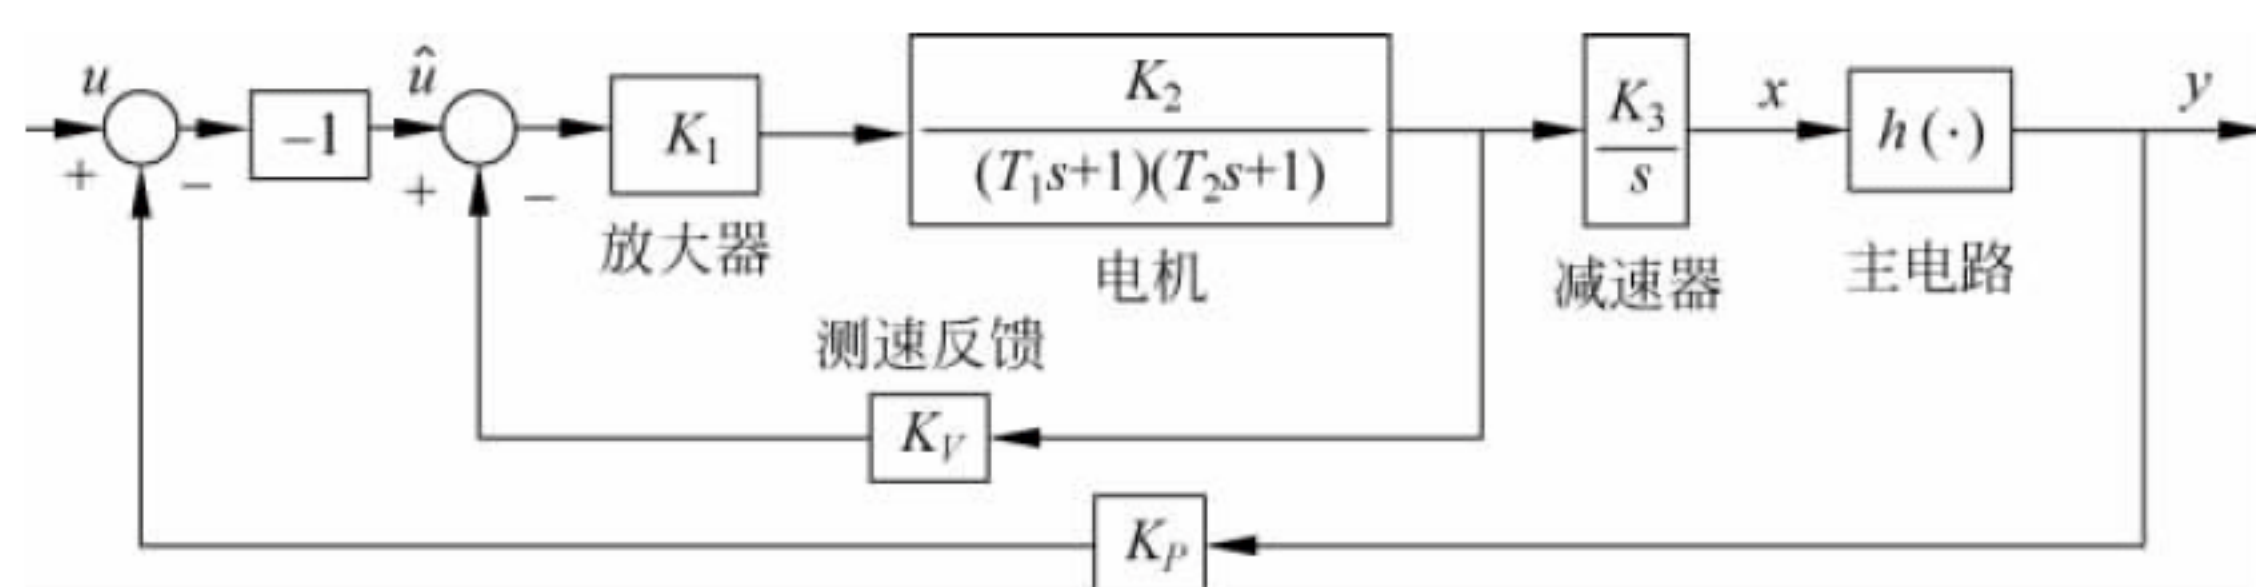 u
+
−
−1
û
+
−
K₁
放大器
K₂
(T₁s+1)(T₂s+1)
电机
K₃
s
减速器
x
h(·)
主电路
y
测速反馈
K_V
K_P